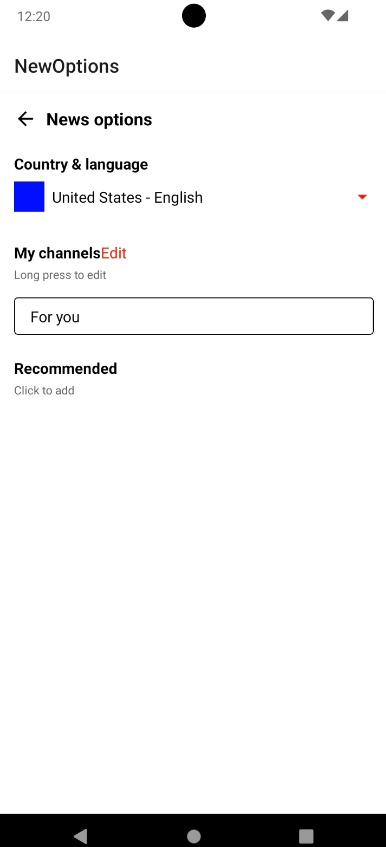 12:20
NewOptions
News options
Country & language
United States - English
My channelsEdit
Long press to edit
For you
Recommended
Click to add